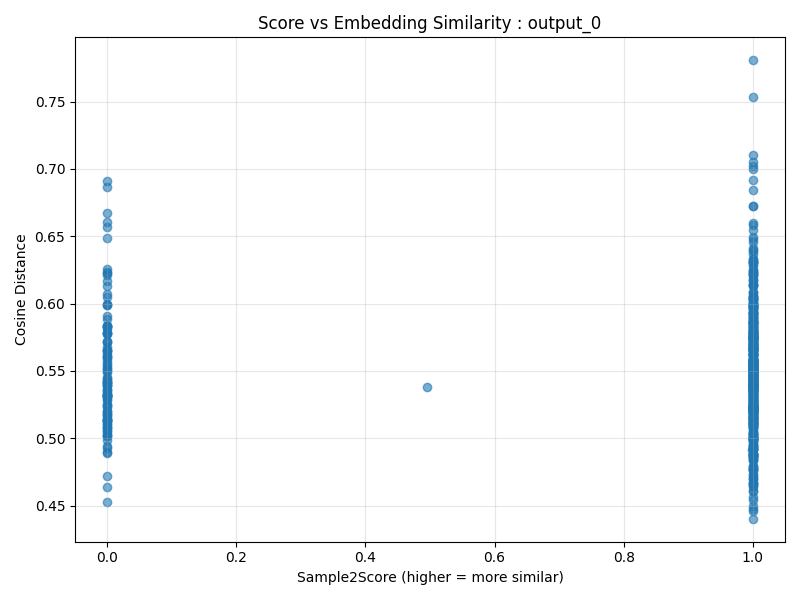 Score vs Embedding Similarity : output_0
Cosine Distance
0.75
0.70
0.65
0.60
0.55
0.50
0.45
0.0 0.2 0.4 0.6 0.8 1.0
Sample2Score (higher = more similar)